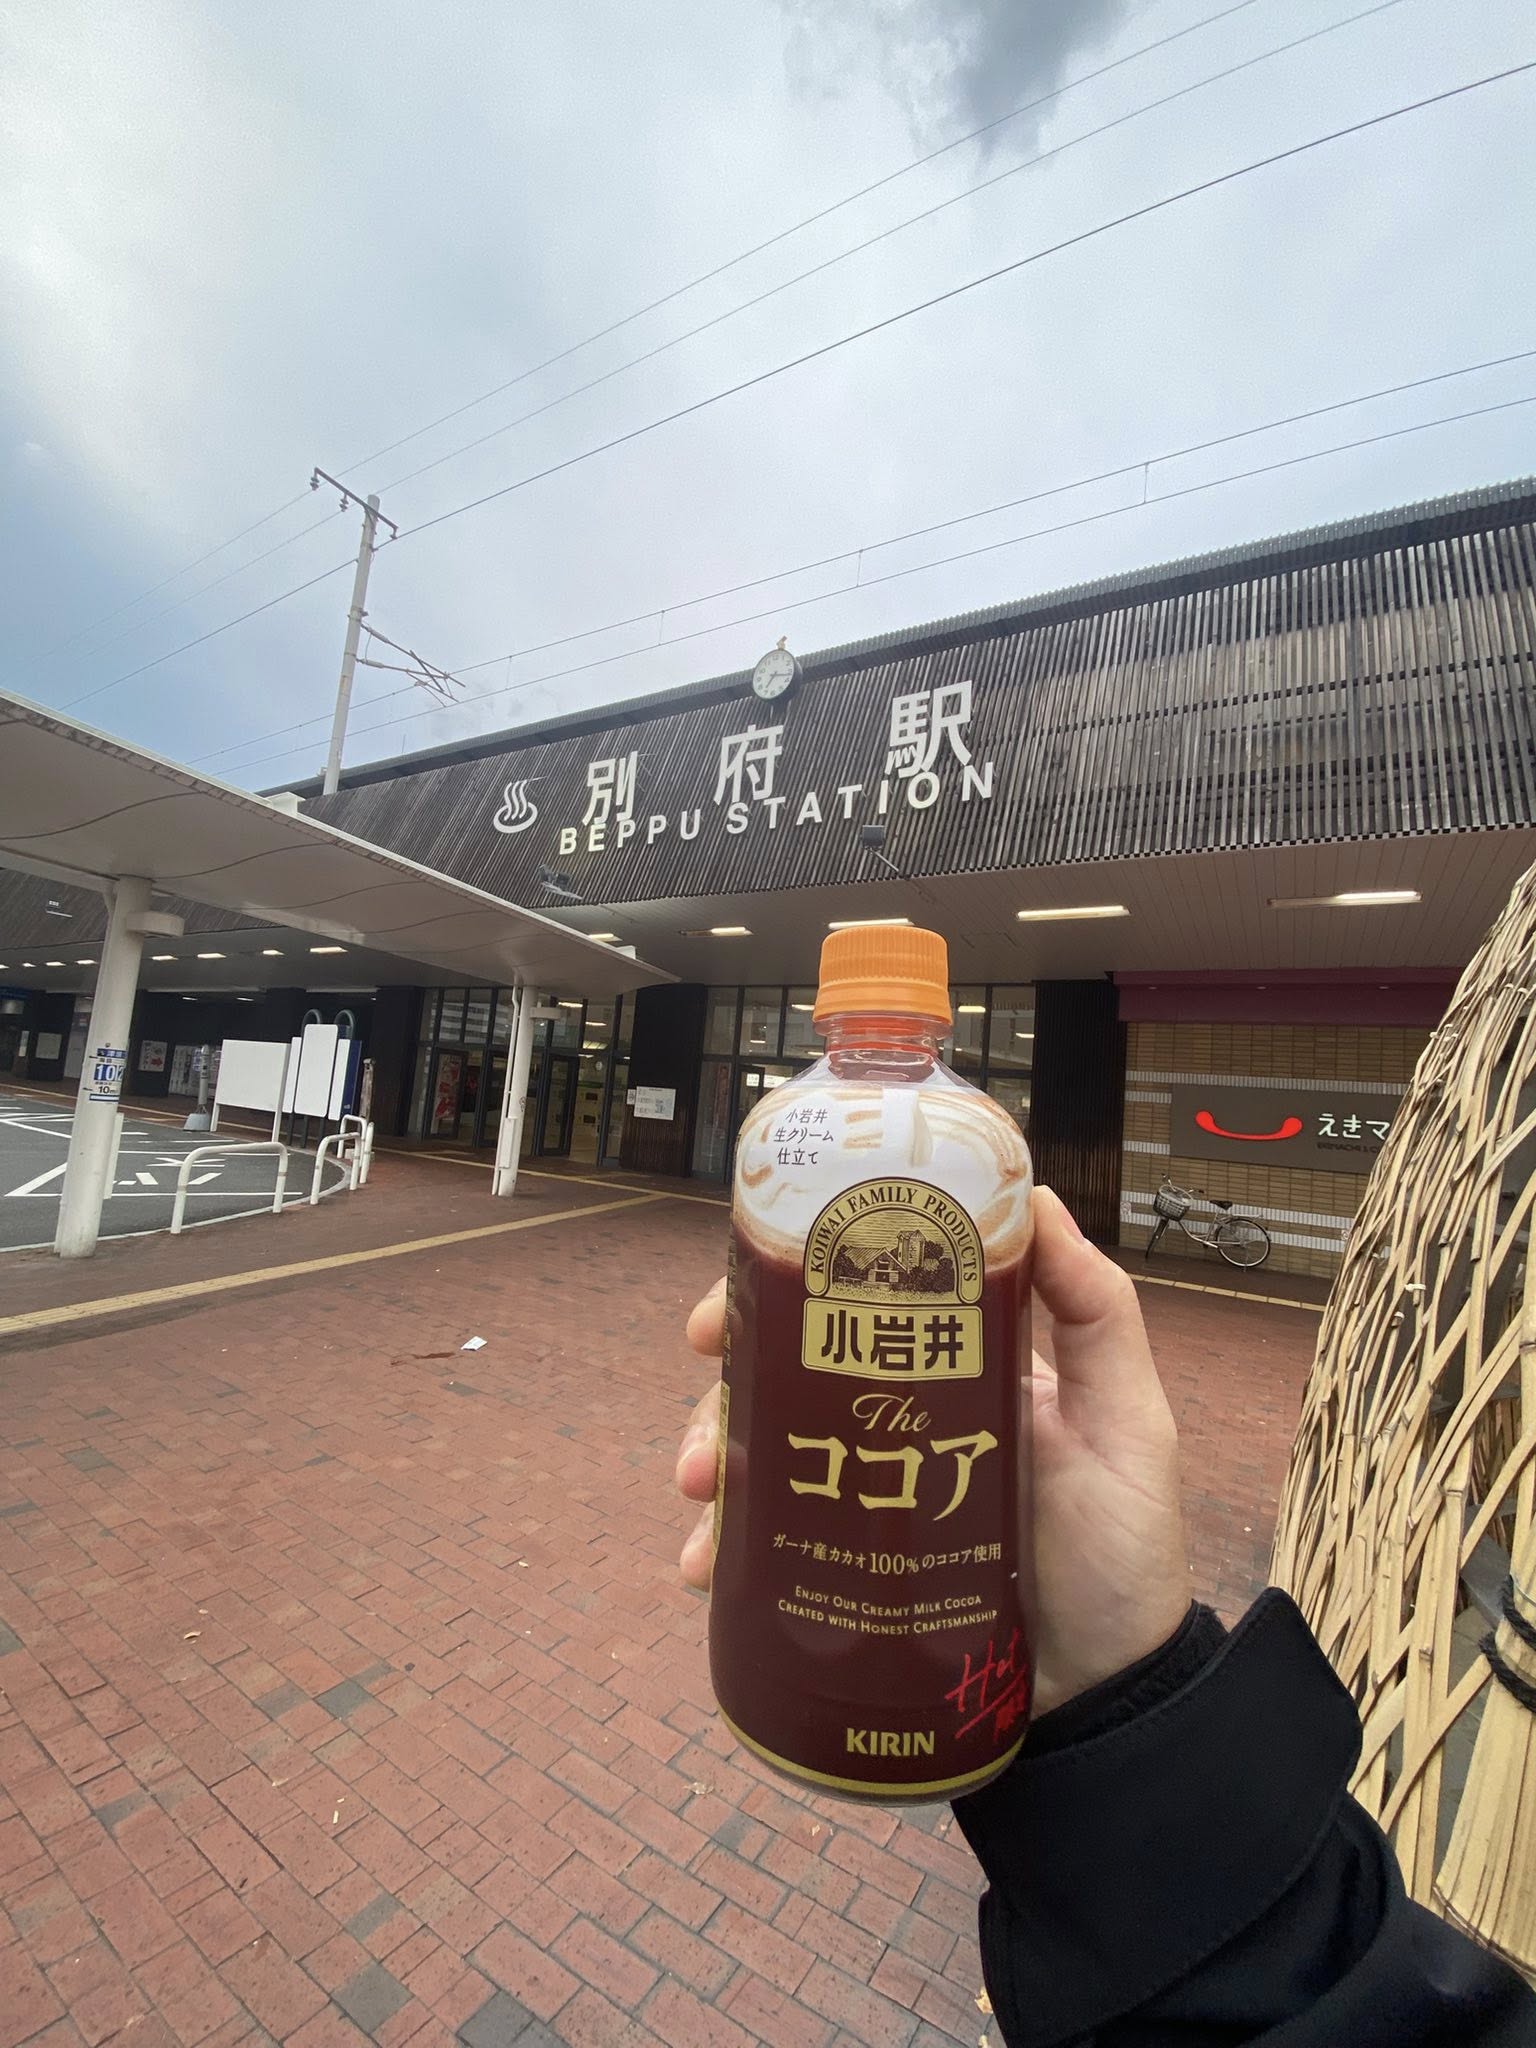 別府駅
BEPPU STATION
えきマ
10
小岩井
生クリーム
仕立て
KOIWAI FAMILY PRODUCTS
小岩井
The
ココア
ガーナ産カカオ100%のココア使用
ENJOY OUR CREAMY MILK COCOA
CREATED WITH HONEST CRAFTSMANSHIP
Hot
KIRIN